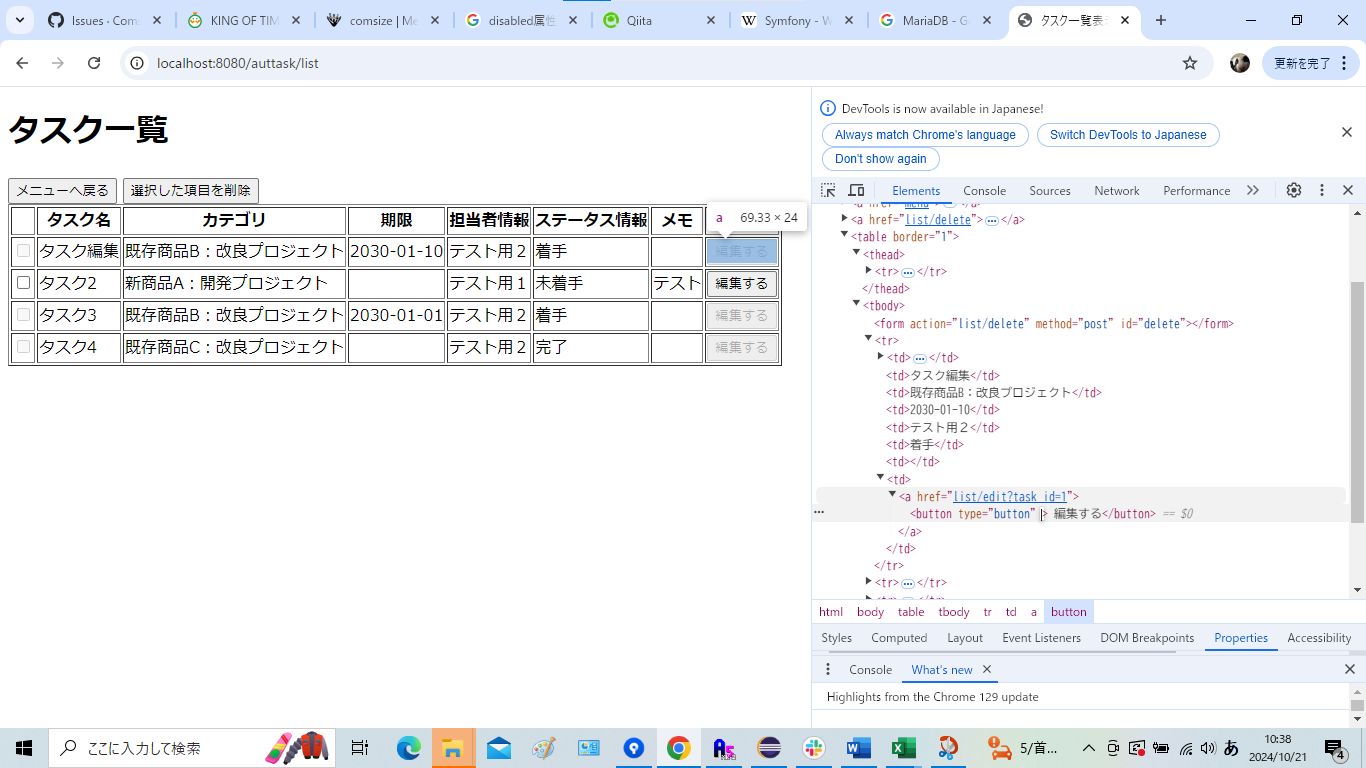 Issues · Coms
KING OF TIM
comsize | Me
disabled属性
Qiita
Symfony - W
MariaDB - G
タスク一覧表示
localhost:8080/auttask/list
更新を完了
タスク一覧
メニューへ戻る
選択した項目を削除
タスク名 カテゴリ 期限 担当者情報 ステータス情報 メモ
a 69.33 × 24
タスク編集 既存商品B：改良プロジェクト 2030-01-10 テスト用２ 着手 編集する
タスク2 新商品A：開発プロジェクト テスト用１ 未着手 テスト 編集する
タスク3 既存商品B：改良プロジェクト 2030-01-01 テスト用２ 着手 編集する
タスク4 既存商品C：改良プロジェクト テスト用２ 完了 編集する
DevTools is now available in Japanese!
Always match Chrome's language
Switch DevTools to Japanese
Don't show again
Elements Console Sources Network Performance
<a href="list/delete"> … </a>
<table border="1">
<thead>
<tr> … </tr>
</thead>
<tbody>
<form action="list/delete" method="post" id="delete"></form>
<tr>
<td> … </td>
<td>タスク編集</td>
<td>既存商品B：改良プロジェクト</td>
<td>2030-01-10</td>
<td>テスト用２</td>
<td>着手</td>
<td></td>
<td>
<a href="list/edit?task_id=1">
<button type="button" > 編集する</button> == $0
</a>
</td>
</tr>
<tr> … </tr>
html body table tbody tr td a button
Styles Computed Layout Event Listeners DOM Breakpoints Properties Accessibility
Console What's new
Highlights from the Chrome 129 update
ここに入力して検索
5/首...
あ
10:38
2024/10/21
4